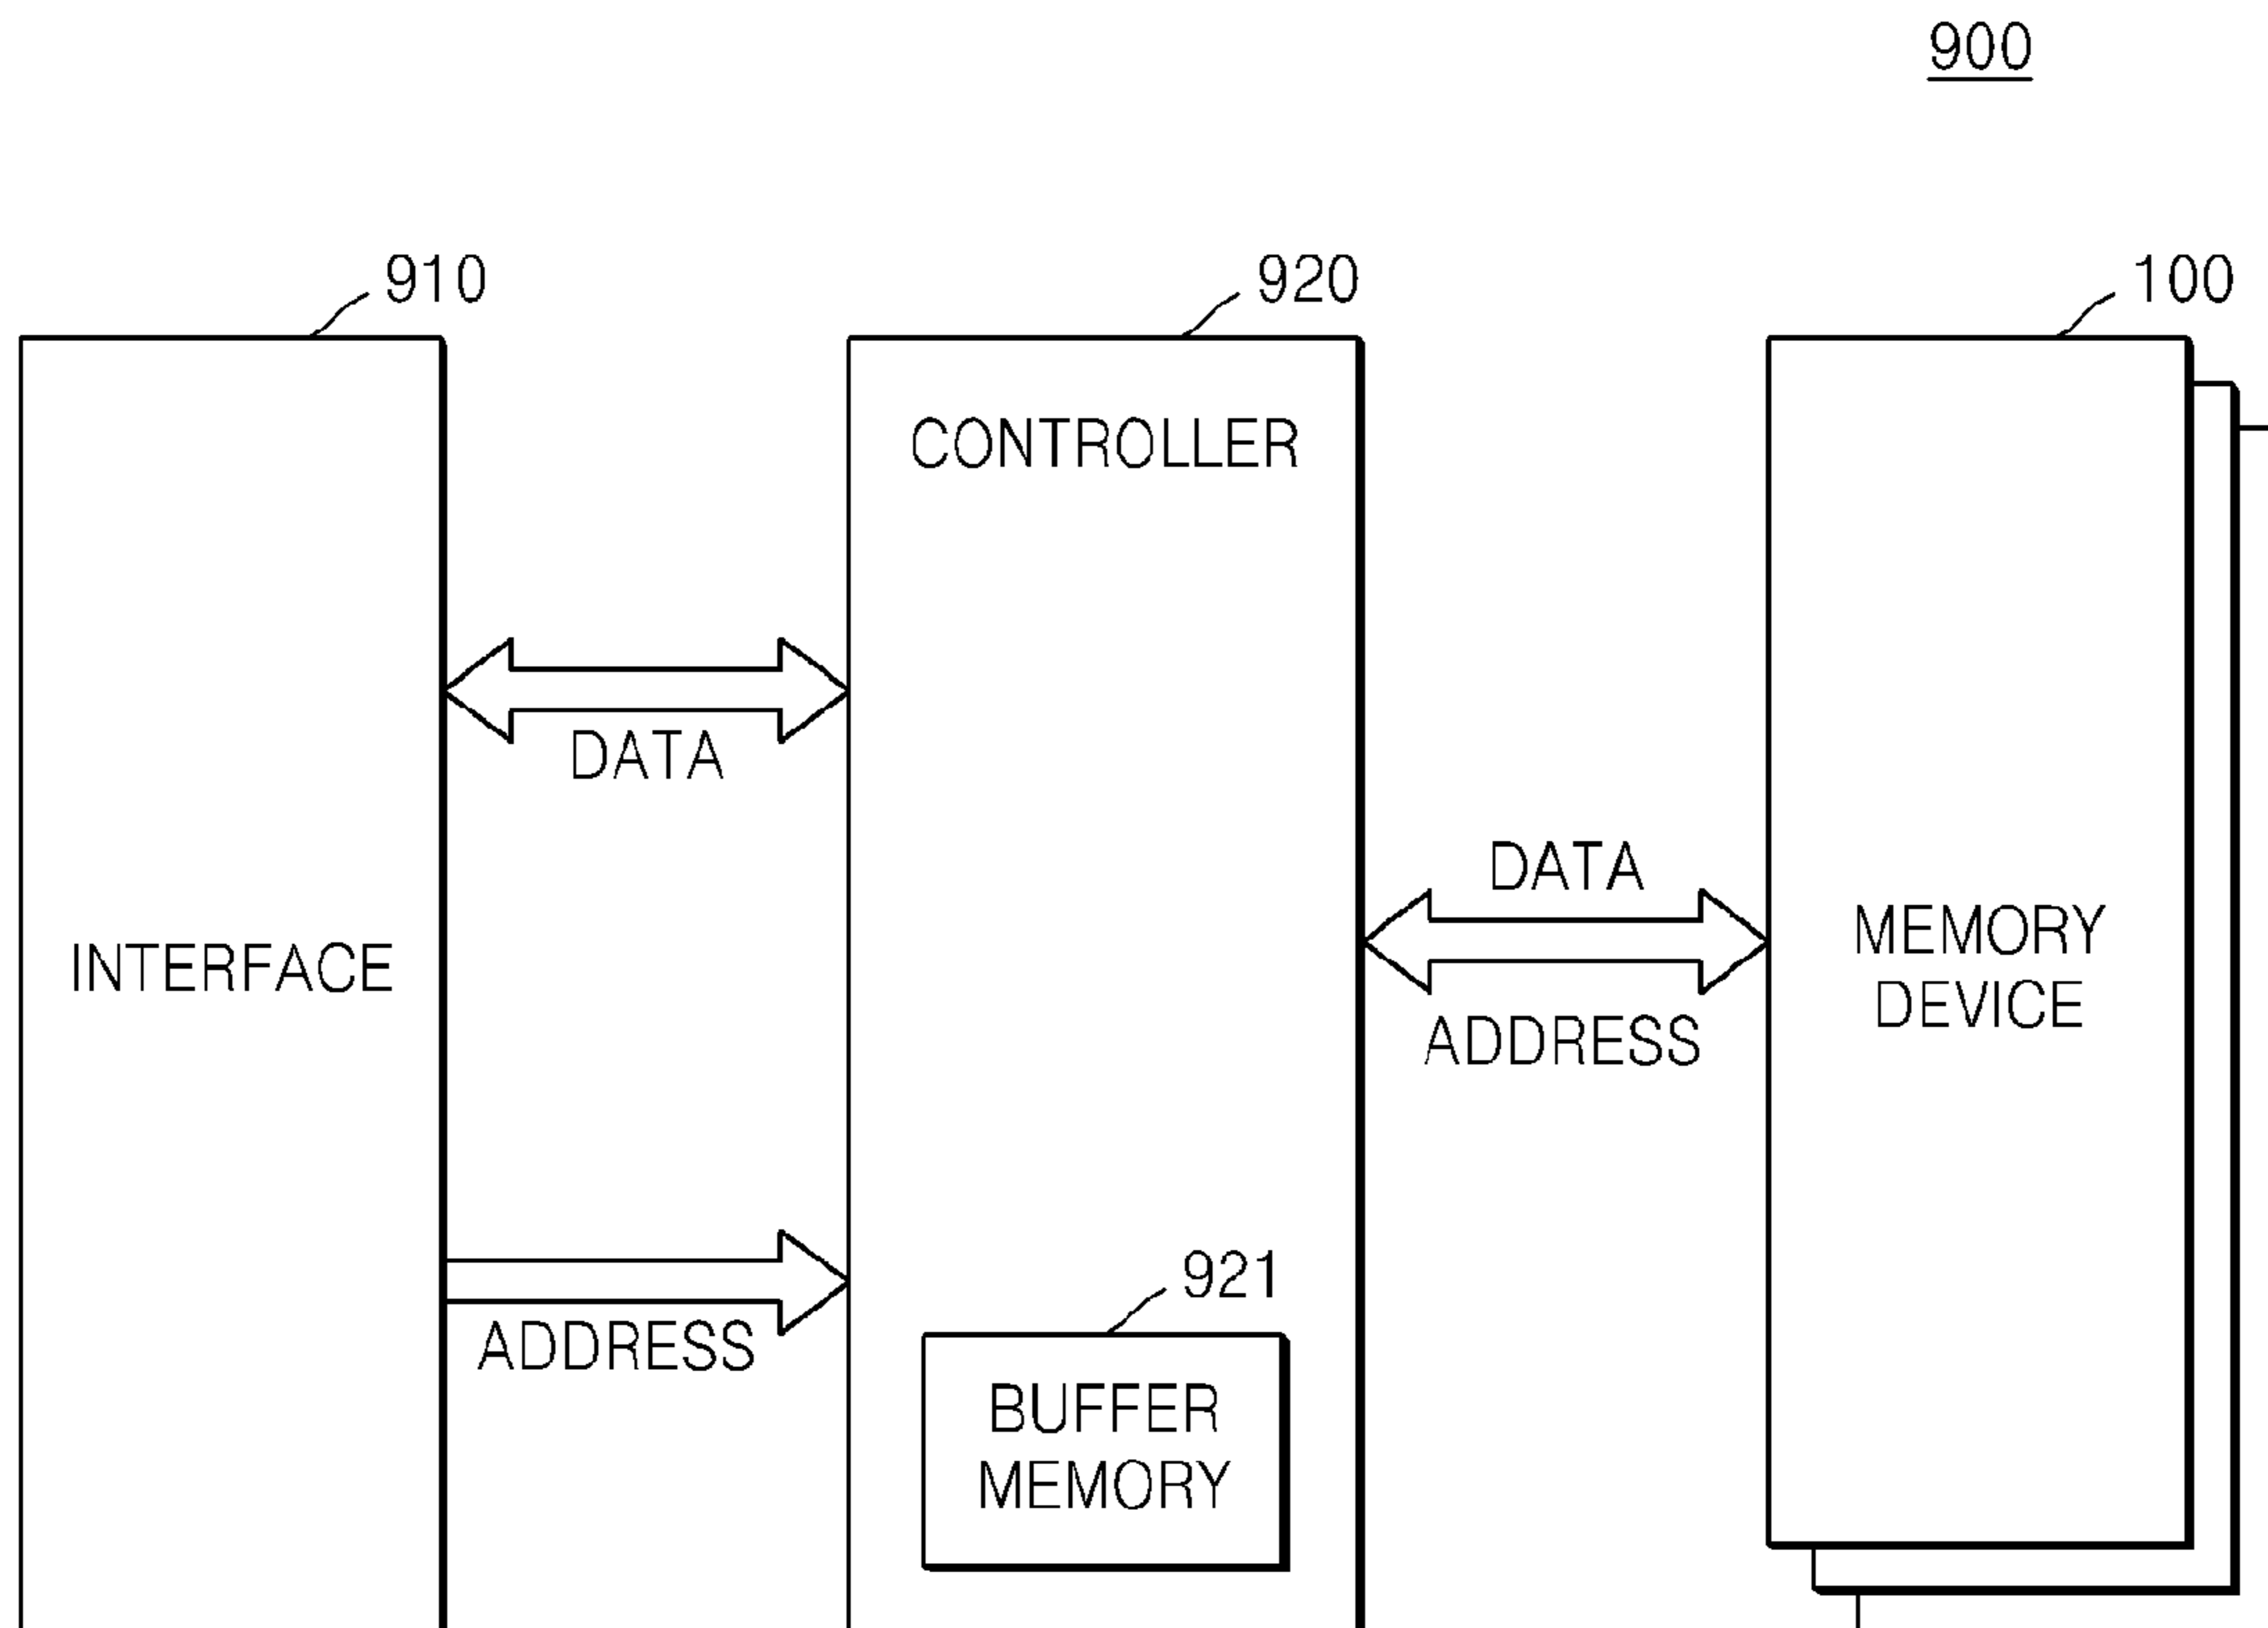 900
910
920
100
CONTROLLER
DATA
DATA
MEMORY
DEVICE
INTERFACE
ADDRESS
921
ADDRESS
BUFFER
MEMORY